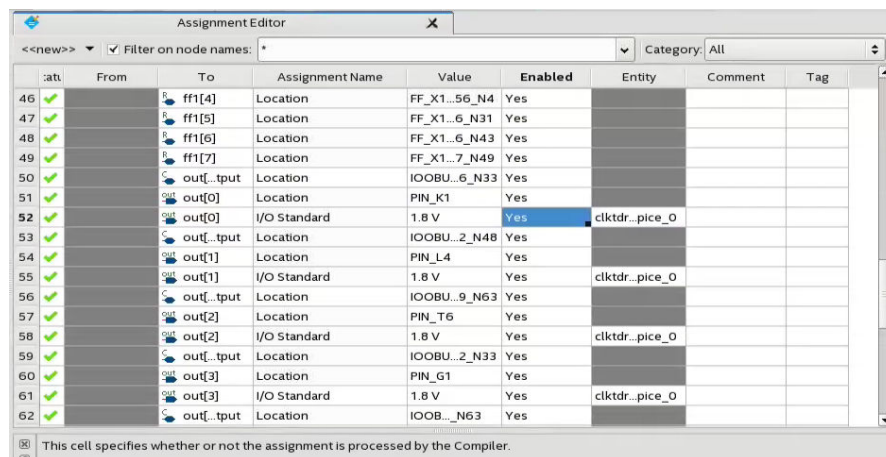 Assignment Editor
<<new>> Filter on node names: * Category: All
:atu From To Assignment Name Value Enabled Entity Comment Tag
46 ff1[4] Location FF_X1...56_N4 Yes
47 ff1[5] Location FF_X1...6_N31 Yes
48 ff1[6] Location FF_X1...6_N43 Yes
49 ff1[7] Location FF_X1...7_N49 Yes
50 out[...tput Location IOOBU...6_N33 Yes
51 out[0] Location PIN_K1 Yes
52 out[0] I/O Standard 1.8 V Yes clktdr...pice_0
53 out[...tput Location IOOBU...2_N48 Yes
54 out[1] Location PIN_L4 Yes
55 out[1] I/O Standard 1.8 V Yes clktdr...pice_0
56 out[...tput Location IOOBU...9_N63 Yes
57 out[2] Location PIN_T6 Yes
58 out[2] I/O Standard 1.8 V Yes clktdr...pice_0
59 out[...tput Location IOOBU...2_N33 Yes
60 out[3] Location PIN_G1 Yes
61 out[3] I/O Standard 1.8 V Yes clktdr...pice_0
62 out[...tput Location IOOB..._N63 Yes
This cell specifies whether or not the assignment is processed by the Compiler.